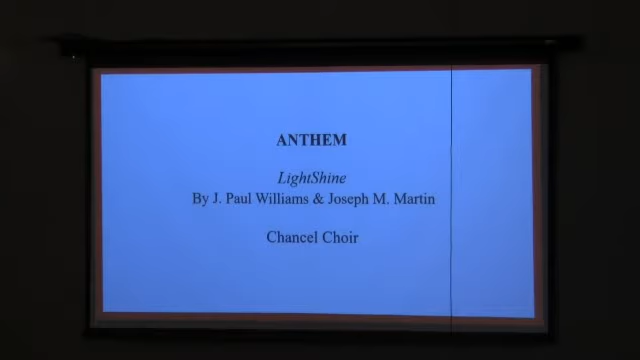 ANTHEM
LightShine
By J. Paul Williams & Joseph M. Martin
Chancel Choir